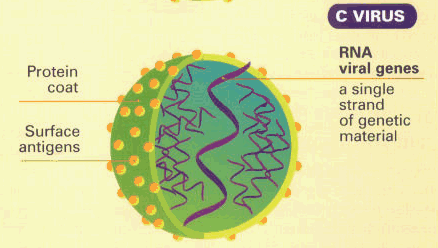 C VIRUS
Protein
coat
Surface
antigens
RNA
viral genes
a single
strand
of genetic
material